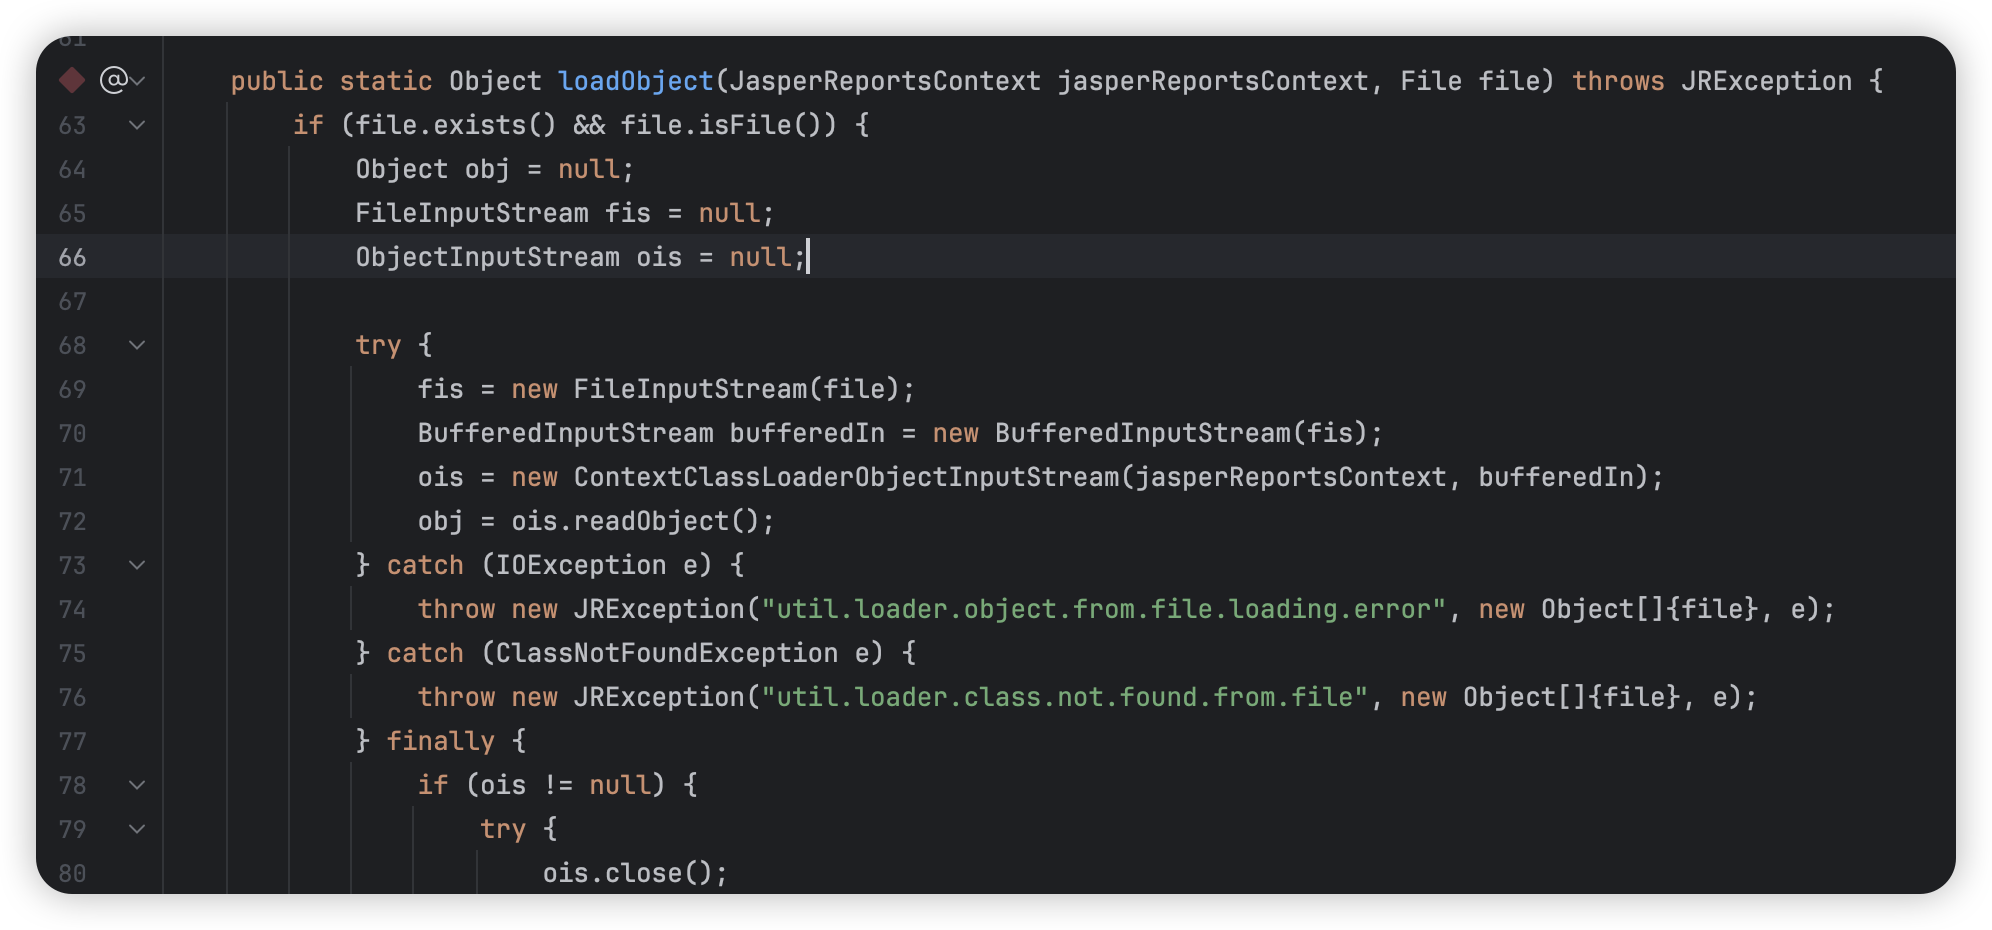 61
@ public static Object loadObject(JasperReportsContext jasperReportsContext, File file) throws JRException {
63 if (file.exists() && file.isFile()) {
64 Object obj = null;
65 FileInputStream fis = null;
66 ObjectInputStream ois = null;
67
68 try {
69 fis = new FileInputStream(file);
70 BufferedInputStream bufferedIn = new BufferedInputStream(fis);
71 ois = new ContextClassLoaderObjectInputStream(jasperReportsContext, bufferedIn);
72 obj = ois.readObject();
73 } catch (IOException e) {
74 throw new JRException("util.loader.object.from.file.loading.error", new Object[]{file}, e);
75 } catch (ClassNotFoundException e) {
76 throw new JRException("util.loader.class.not.found.from.file", new Object[]{file}, e);
77 } finally {
78 if (ois != null) {
79 try {
80 ois.close();